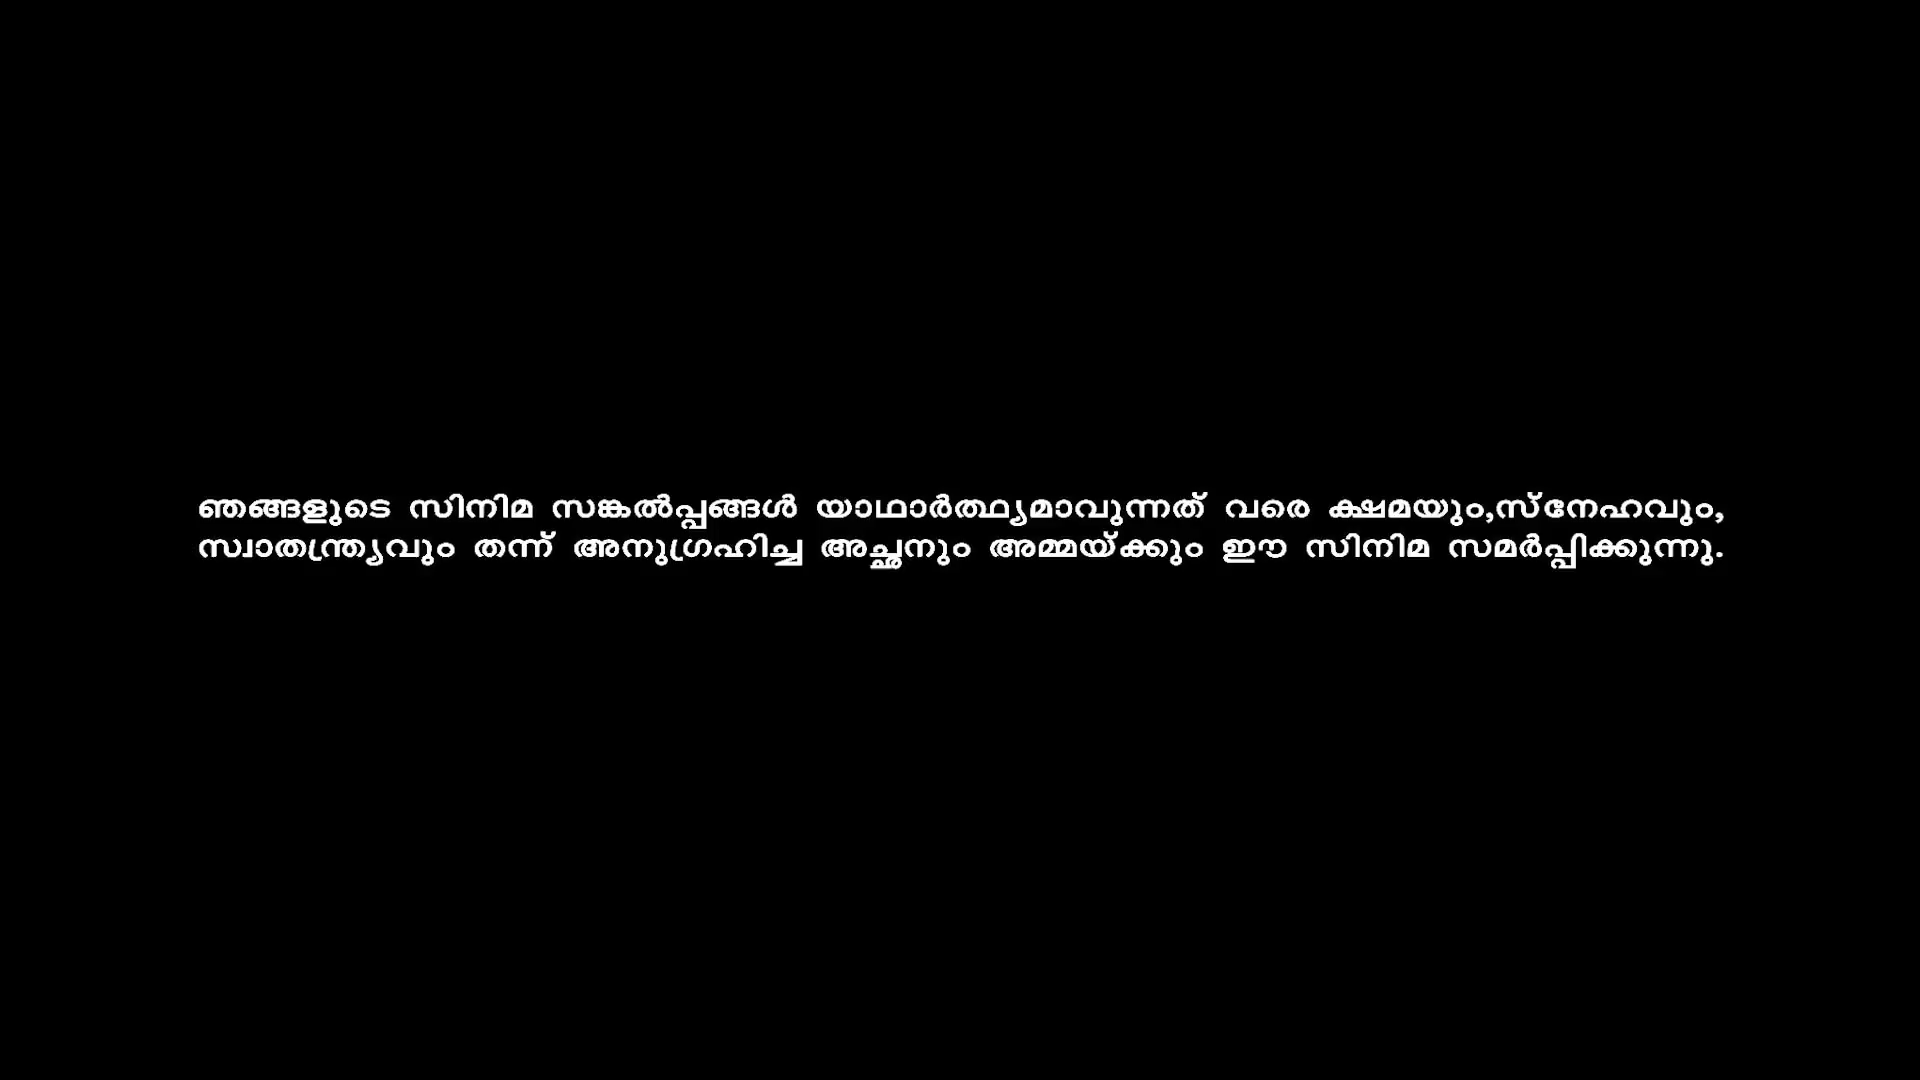 ഞങ്ങളുടെ സിനിമ സങ്കൽപ്പങ്ങൾ യാഥാർത്ഥ്യമാവുന്നത് വരെ ക്ഷമയും,സ്നേഹവും,
സ്വാതന്ത്ര്യവും തന്ന് അനുഗ്രഹിച്ച അച്ഛനും അമ്മയ്ക്കും ഈ സിനിമ സമർപ്പിക്കുന്നു.